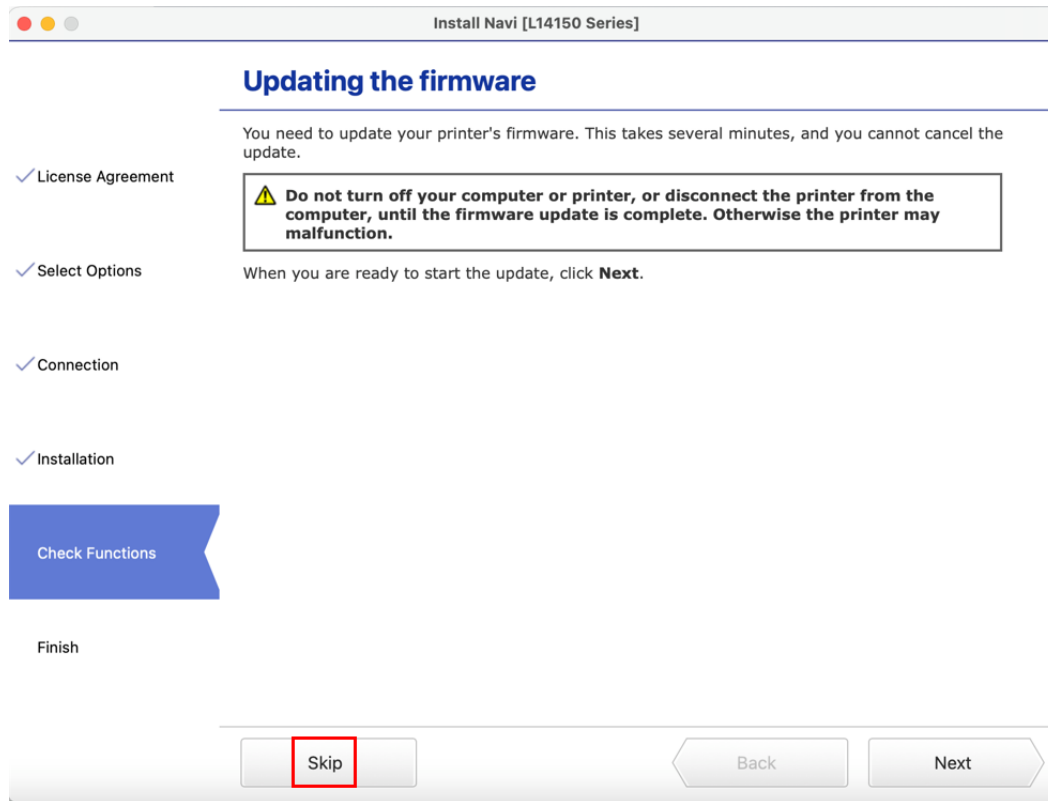 Install Navi [L14150 Series]
Updating the firmware
You need to update your printer's firmware. This takes several minutes, and you cannot cancel the
update.
Do not turn off your computer or printer, or disconnect the printer from the
computer, until the firmware update is complete. Otherwise the printer may
malfunction.
When you are ready to start the update, click Next.
License Agreement
Select Options
Connection
Installation
Check Functions
Finish
Skip
Back
Next